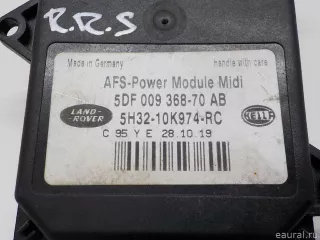 R.R.S
Made in Germany handle with care
AFS-Power Module Midi
5DF 009 368-70 AB
LAND-ROVER 5H32-10K974-RC HELLA
C 95 Y E 28.10.19
eaural.ru